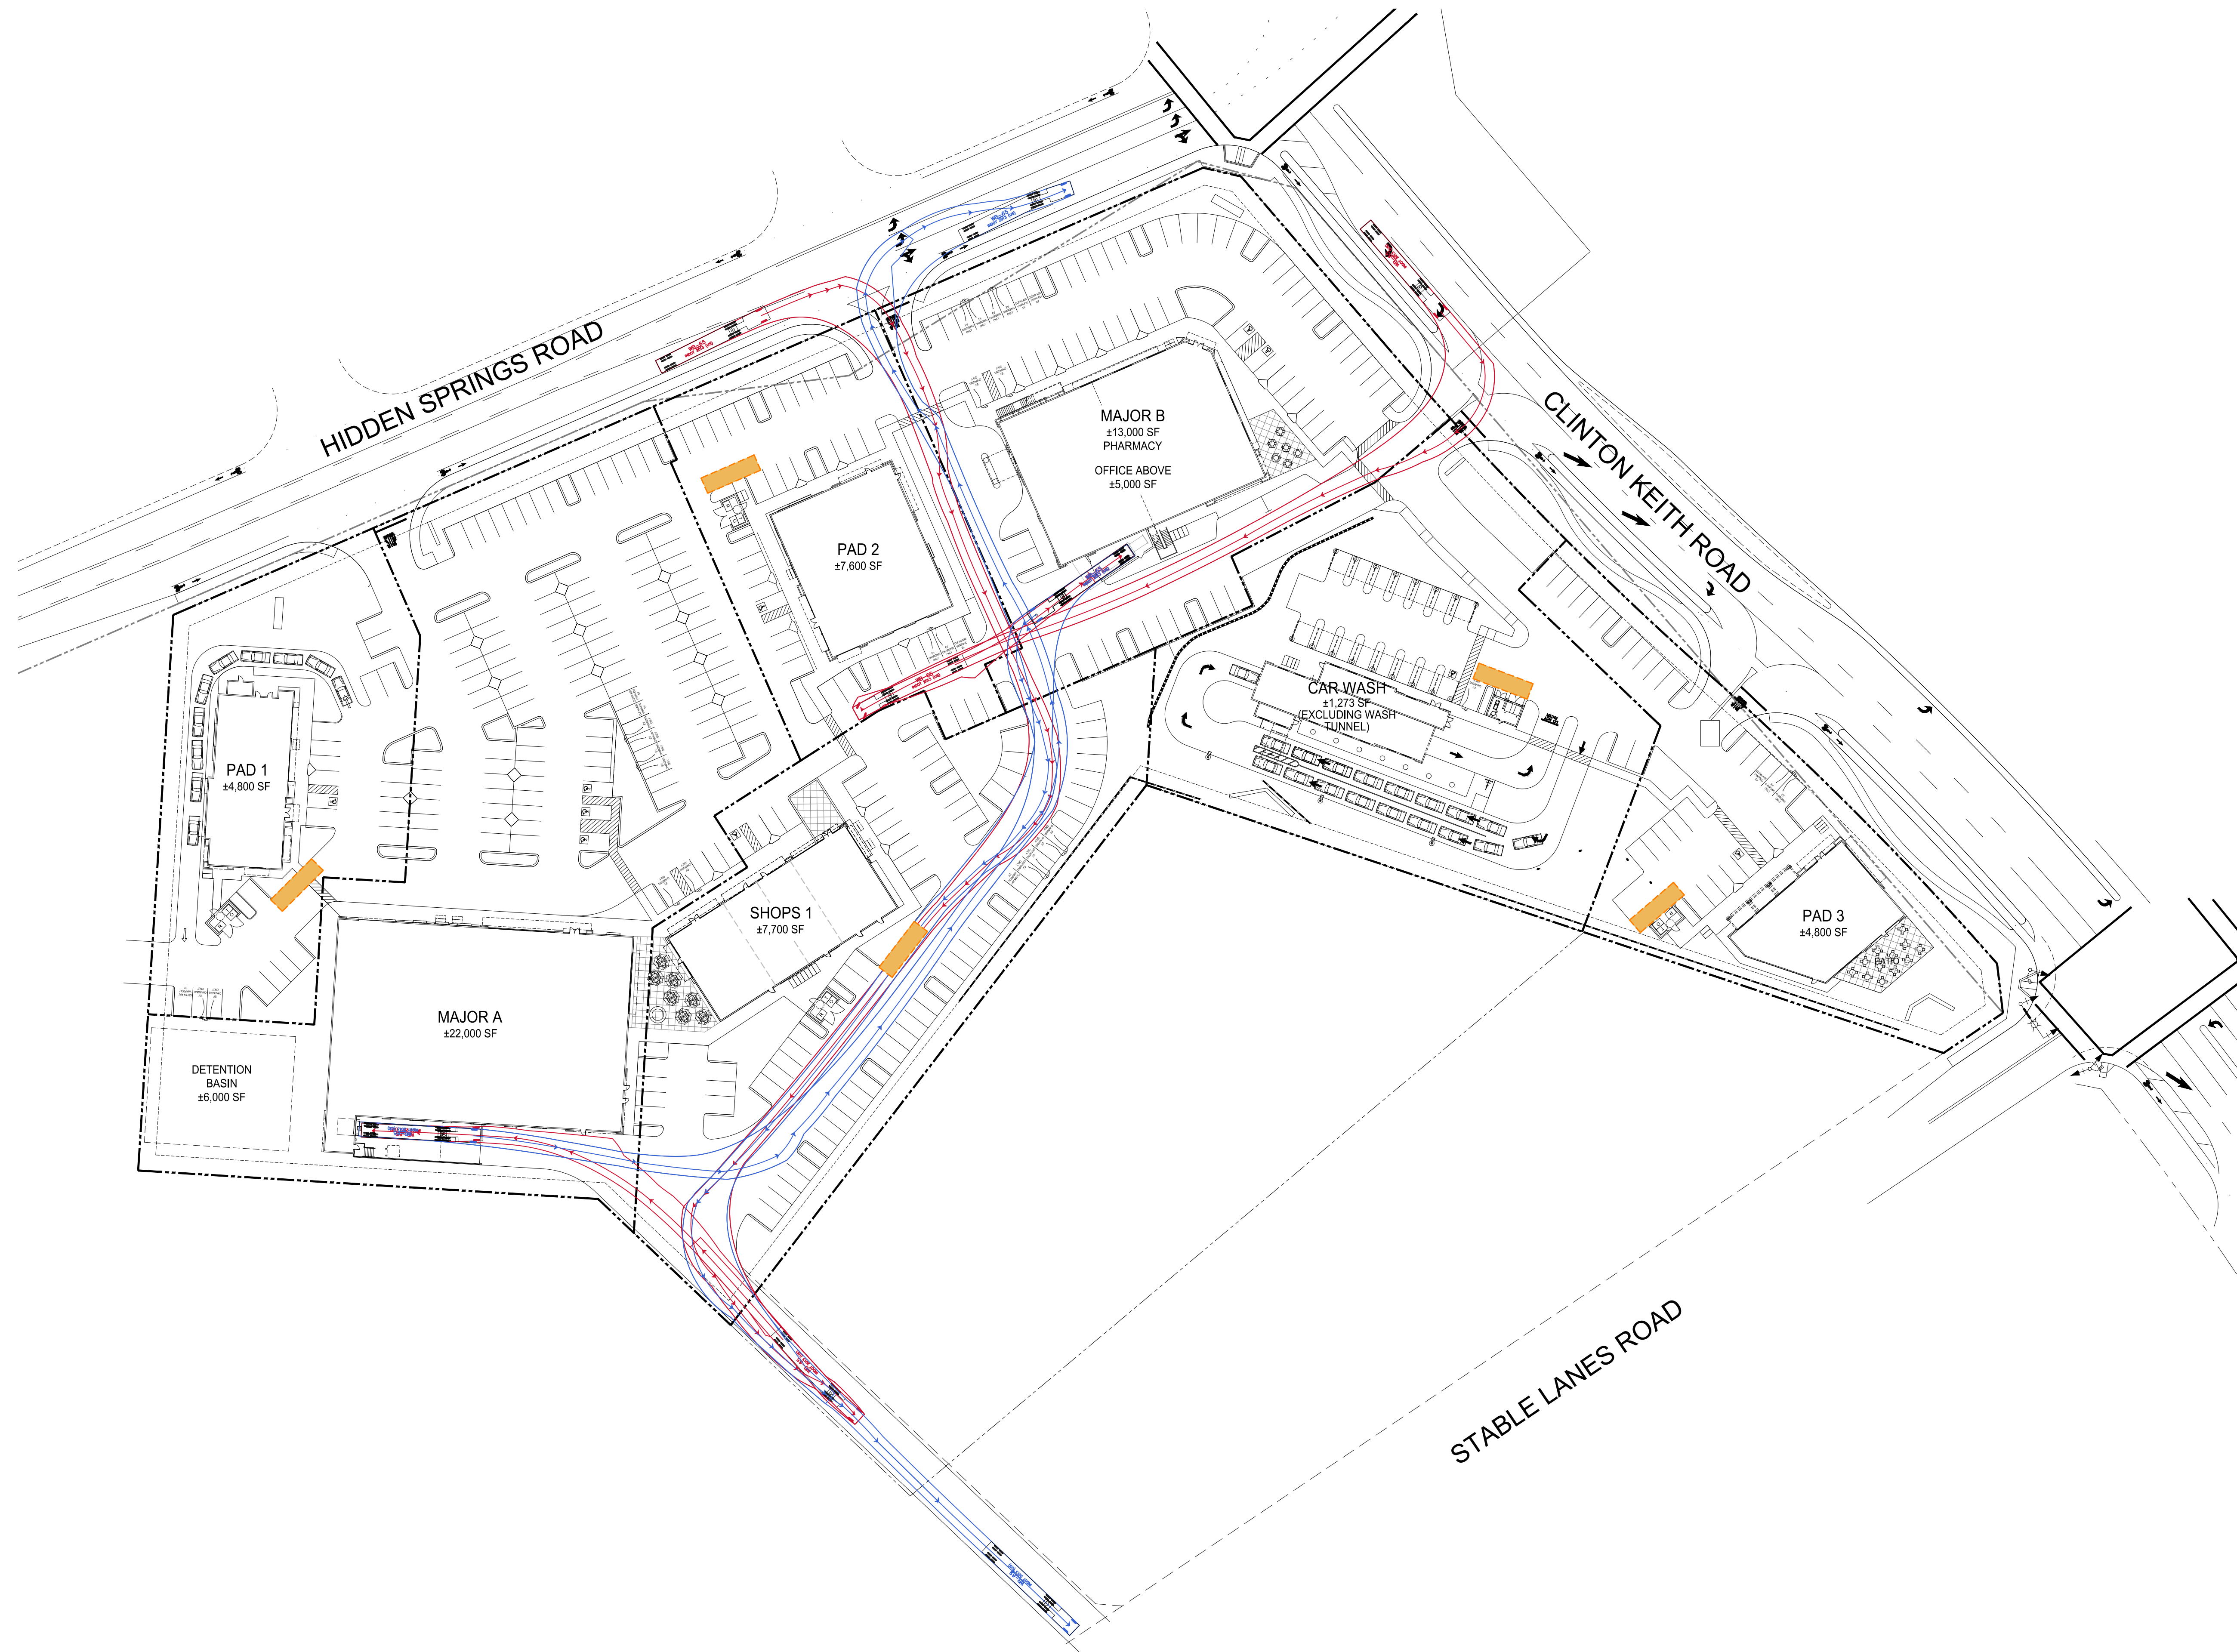 HIDDEN SPRINGS ROAD
CLINTON KEITH ROAD
MAJOR B
±13,000 SF
PHARMACY
OFFICE ABOVE
±5,000 SF
PAD 2
±7,600 SF
CAR WASH
±1,273 SF
(EXCLUDING WASH
TUNNEL)
PAD 1
±4,800 SF
SHOPS 1
±7,700 SF
PAD 3
±4,800 SF
PATIO
MAJOR A
±22,000 SF
DETENTION
BASIN
±6,000 SF
STABLE LANES ROAD